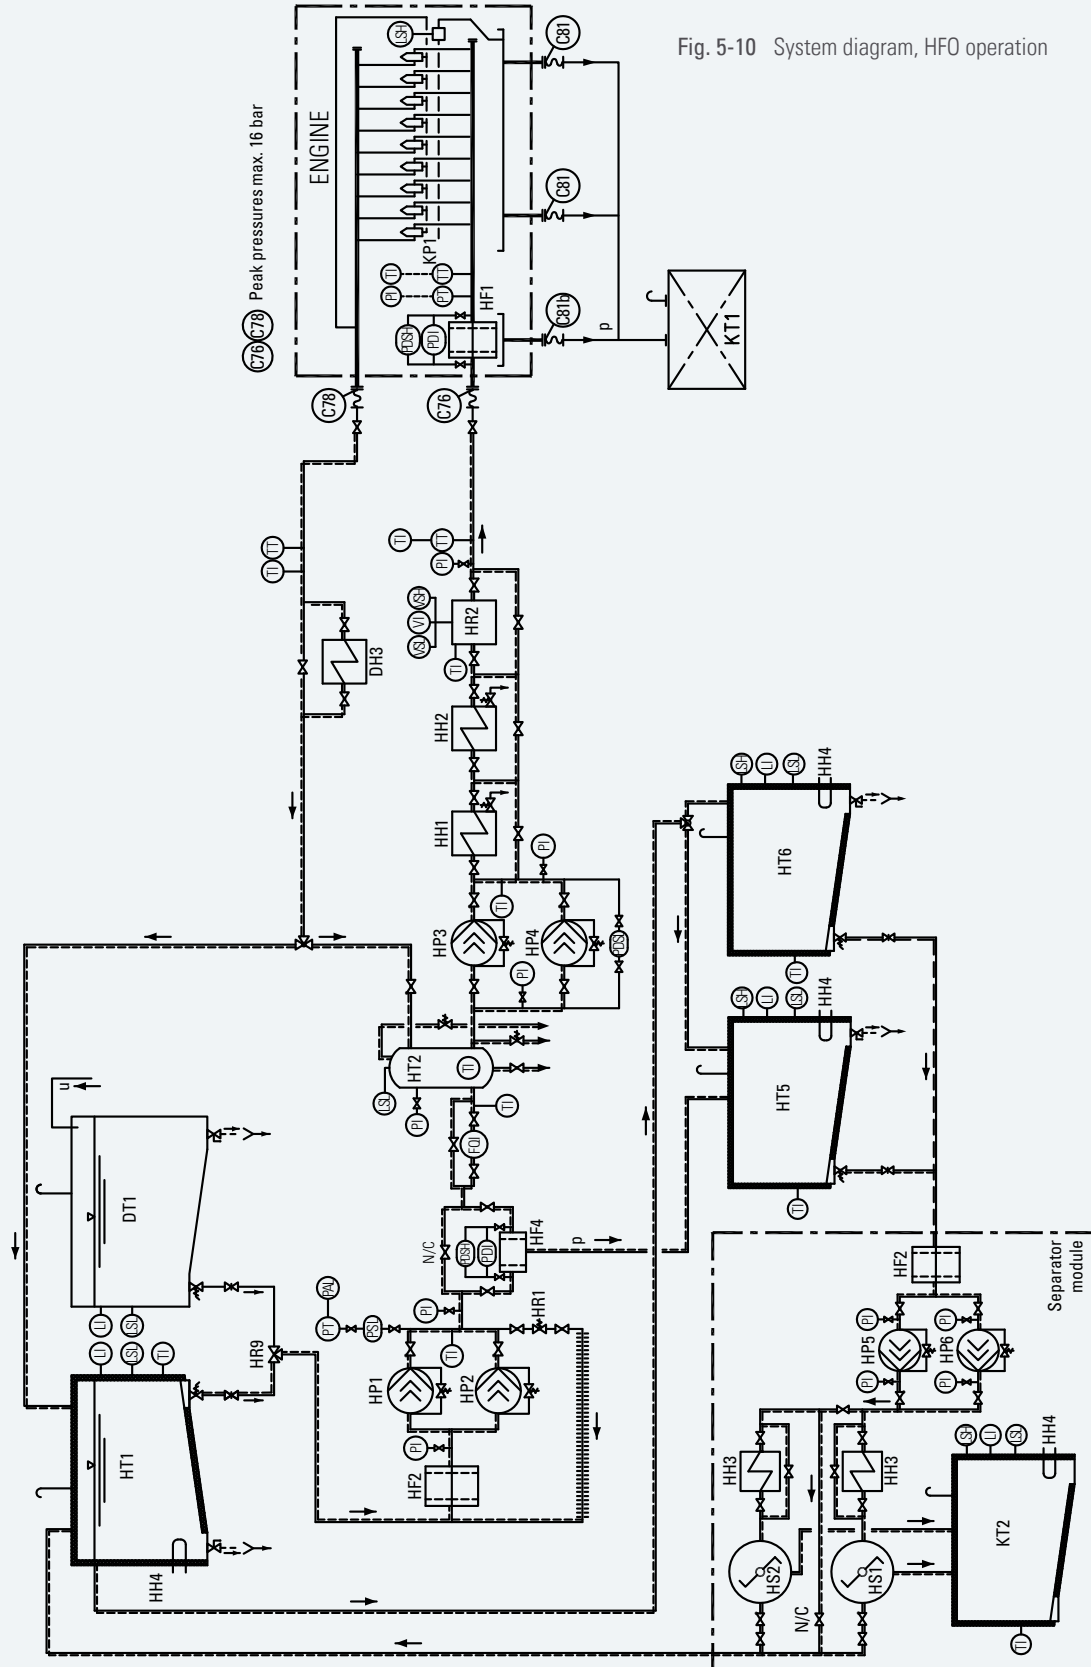 Fig. 5-10 System diagram, HFO operation
C76
C78
Peak pressures max. 16 bar
ENGINE
LSH
KP1
PI
TI
PT
TT
PDSH
PDI
HF1
C81
C81
C81b
p
KT1
C78
C76
TI
TT
DH3
TI
TT
PI
VSL
VI
VSH
HR2
TI
HH2
HH1
PI
TI
HP3
HP4
PDSL
PI
HT2
TI
LSL
PI
TI
FQI
N/C
PDSH
PDI
HF4
p
u
DT1
LI
LSL
LI
LSL
TI
HR9
HT1
HH4
PAL
PT
PSL
PI
TI
HR1
HP1
HP2
PI
HF2
LSH
LI
LSL
HH4
HT6
TI
LSH
LI
LSL
HH4
HT5
TI
Separator
module
HF2
PI
PI
HP5
HP6
PI
PI
HH3
HH3
HS2
HS1
N/C
LSH
LI
LSL
HH4
KT2
TI